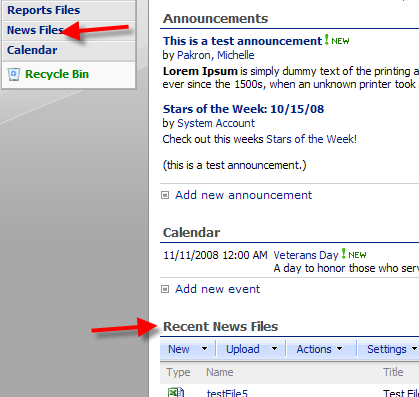 Reports Files
News Files
Calendar
Recycle Bin
Announcements
This is a test announcement ! NEW
by Pakron, Michelle
Lorem Ipsum is simply dummy text of the printing a
ever since the 1500s, when an unknown printer took
Stars of the Week: 10/15/08
by System Account
Check out this weeks Stars of the Week!
(this is a test announcement.)
Add new announcement
Calendar
11/11/2008 12:00 AM Veterans Day ! NEW
A day to honor those who serv
Add new event
Recent News Files
New Upload Actions Settings
Type Name Title
testFile5 Test File